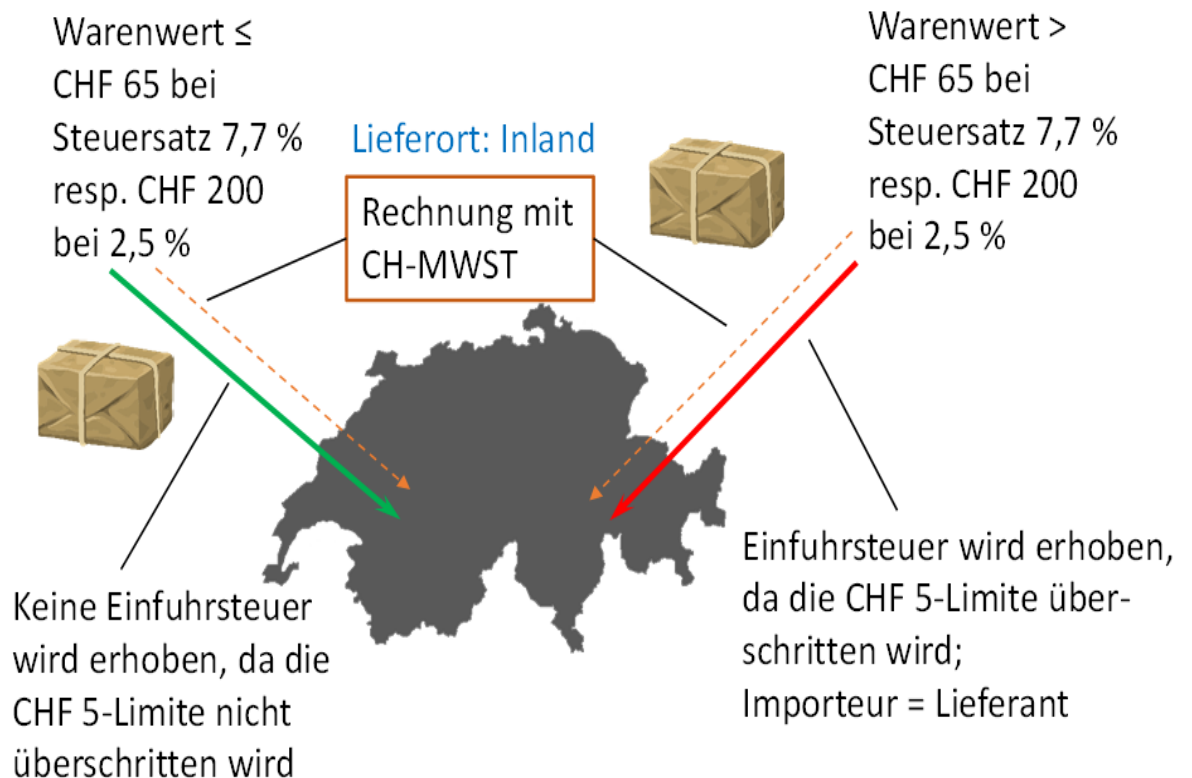 Warenwert ≤
CHF 65 bei
Steuersatz 7,7 %
resp. CHF 200
bei 2,5 %
Lieferort: Inland
Rechnung mit
CH-MWST
Warenwert >
CHF 65 bei
Steuersatz 7,7 %
resp. CHF 200
bei 2,5 %
Keine Einfuhrsteuer
wird erhoben, da die
CHF 5-Limite nicht
überschritten wird
Einfuhrsteuer wird erhoben,
da die CHF 5-Limite über-
schritten wird;
Importeur = Lieferant